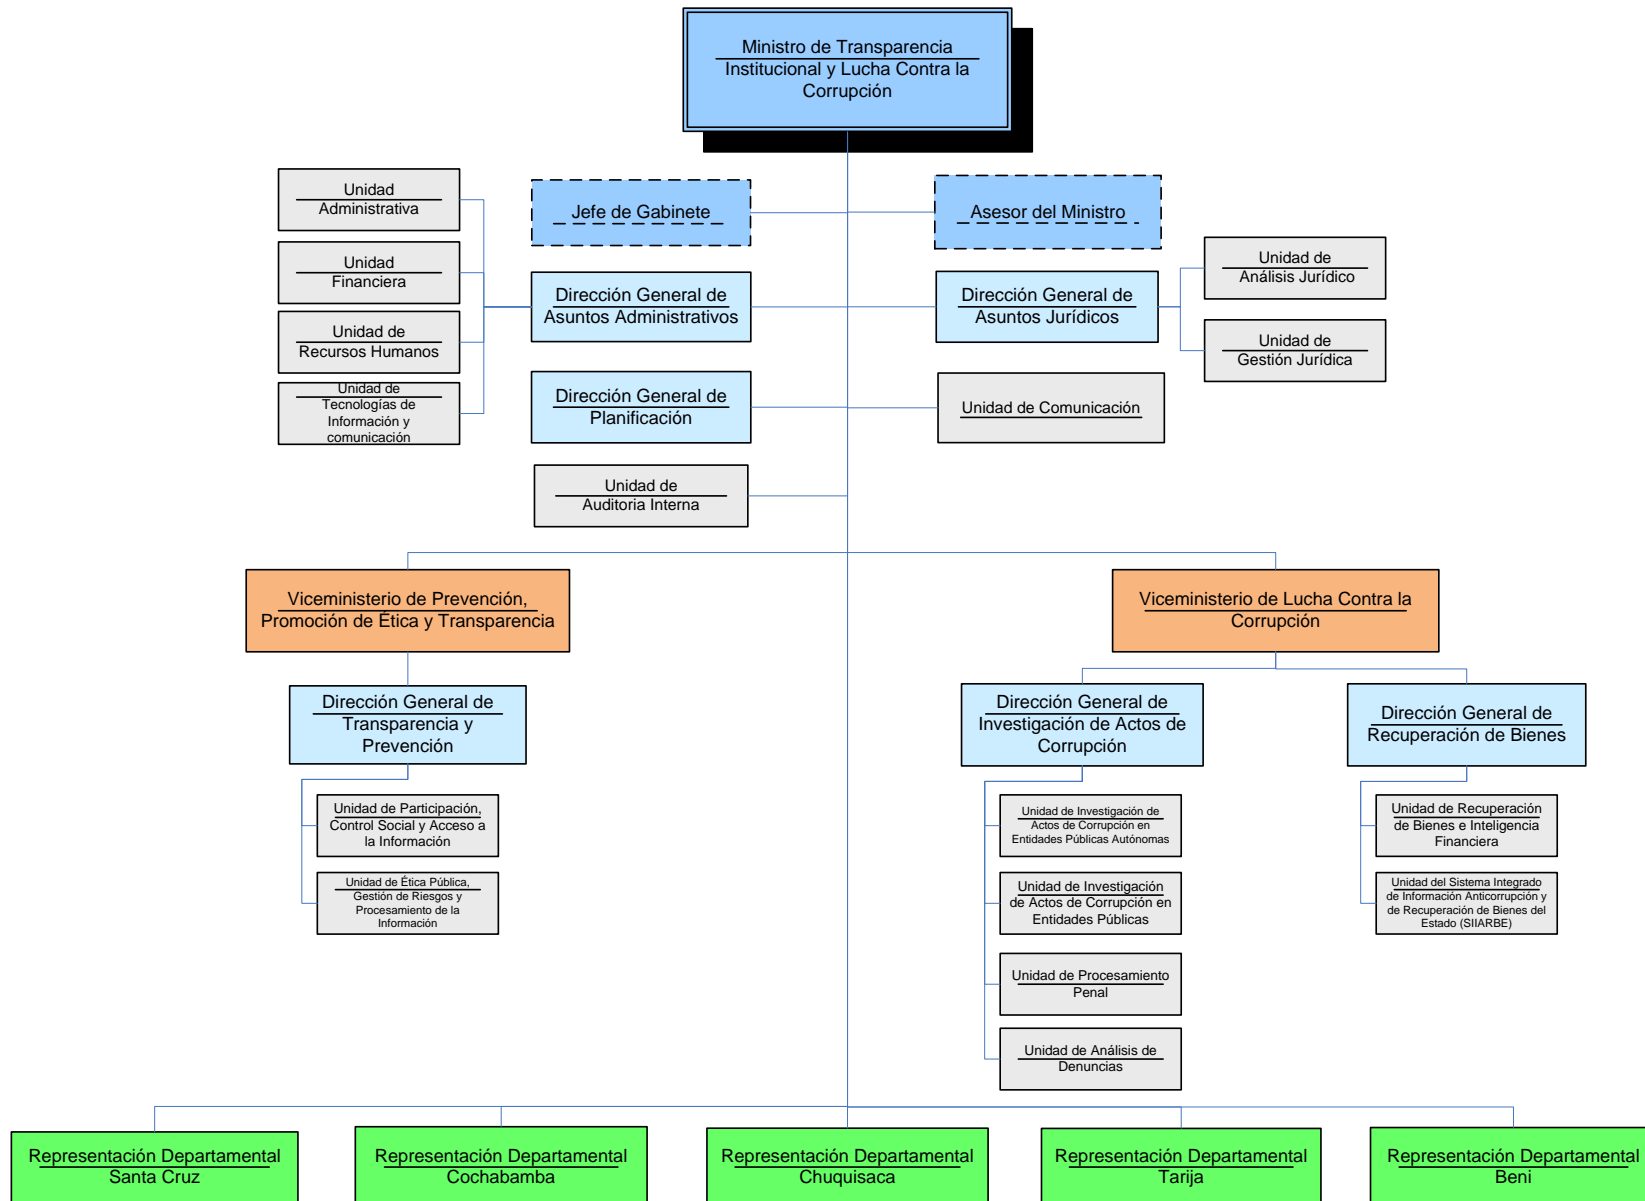 Ministro de Transparencia
Institucional y Lucha Contra la
Corrupción
Unidad
Administrativa
Jefe de Gabinete
Asesor del Ministro
Unidad
Financiera
Dirección General de
Asuntos Administrativos
Dirección General de
Asuntos Jurídicos
Unidad de
Análisis Jurídico
Unidad de
Recursos Humanos
Unidad de
Gestión Jurídica
Unidad de
Tecnologías de
Información y
comunicación
Dirección General de
Planificación
Unidad de Comunicación
Unidad de
Auditoria Interna
Viceministerio de Prevención,
Promoción de Ética y Transparencia
Viceministerio de Lucha Contra la
Corrupción
Dirección General de
Transparencia y
Prevención
Dirección General de
Investigación de Actos de
Corrupción
Dirección General de
Recuperación de Bienes
Unidad de Participación,
Control Social y Acceso a
la Información
Unidad de Ética Pública,
Gestión de Riesgos y
Procesamiento de la
Información
Unidad de Investigación de
Actos de Corrupción en
Entidades Públicas Autónomas
Unidad de Investigación
de Actos de Corrupción en
Entidades Públicas
Unidad de Procesamiento
Penal
Unidad de Análisis de
Denuncias
Unidad de Recuperación
de Bienes e Inteligencia
Financiera
Unidad del Sistema Integrado
de Información Anticorrupción y
de Recuperación de Bienes del
Estado (SIIARBE)
Representación Departamental
Santa Cruz
Representación Departamental
Cochabamba
Representación Departamental
Chuquisaca
Representación Departamental
Tarija
Representación Departamental
Beni